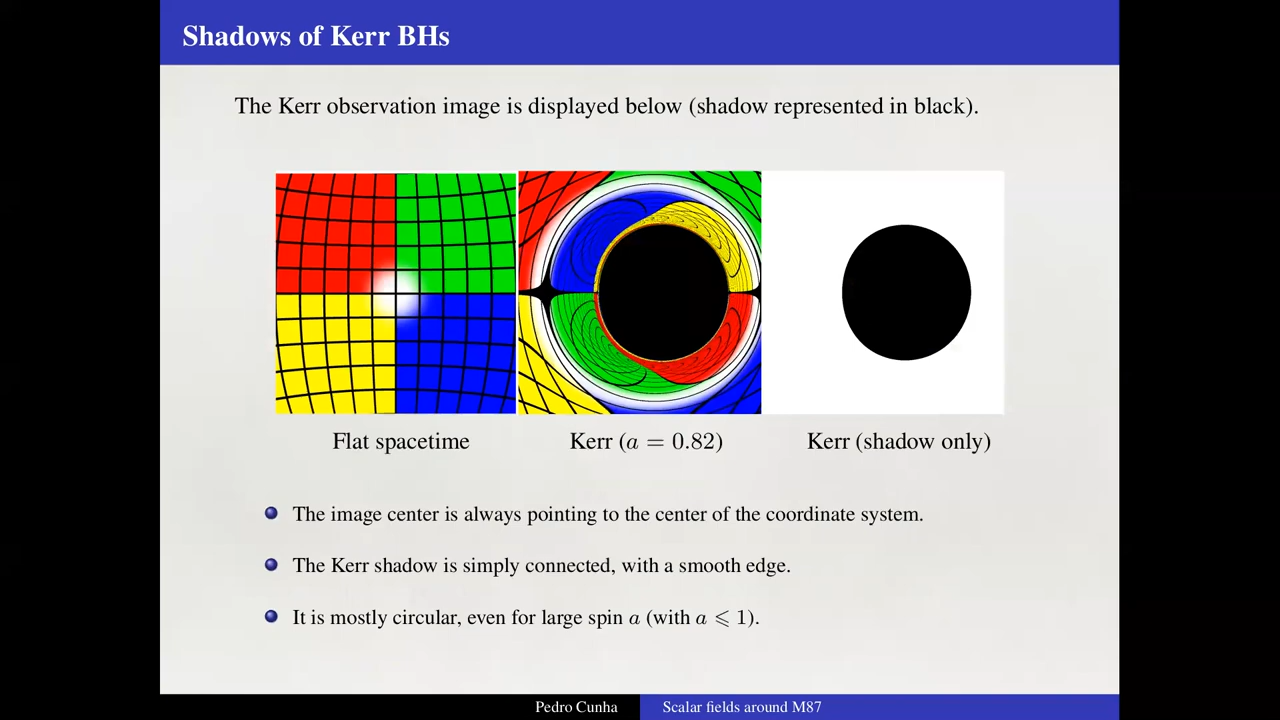 Shadows of Kerr BHs
The Kerr observation image is displayed below (shadow represented in black).
Flat spacetime
Kerr (a = 0.82)
Kerr (shadow only)
The image center is always pointing to the center of the coordinate system.
The Kerr shadow is simply connected, with a smooth edge.
It is mostly circular, even for large spin a (with a ⩽ 1).
Pedro Cunha
Scalar fields around M87